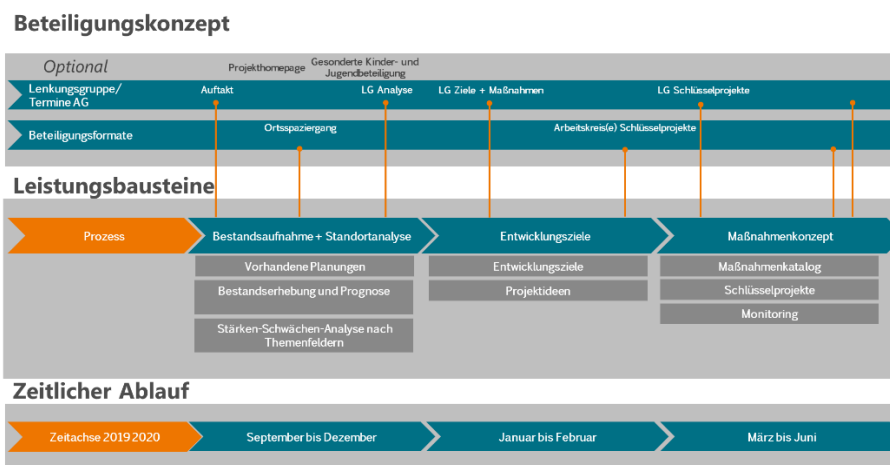 Beteiligungskonzept
Optional
Projekthomepage
Gesonderte Kinder- und
Jugendbeteiligung
Lenkungsgruppe/
Termine AG
Auftakt
LG Analyse
LG Ziele + Maßnahmen
LG Schlüsselprojekte
Beteiligungsformate
Ortsspaziergang
Arbeitskreis(e) Schlüsselprojekte
Leistungsbausteine
Prozess
Bestandsaufnahme + Standortanalyse
Entwicklungsziele
Maßnahmenkonzept
Vorhandene Planungen
Entwicklungsziele
Maßnahmenkatalog
Bestandserhebung und Prognose
Projektideen
Schlüsselprojekte
Monitoring
Stärken-Schwächen-Analyse nach
Themenfeldern
Zeitlicher Ablauf
Zeitachse 2019 2020
September bis Dezember
Januar bis Februar
März bis Juni